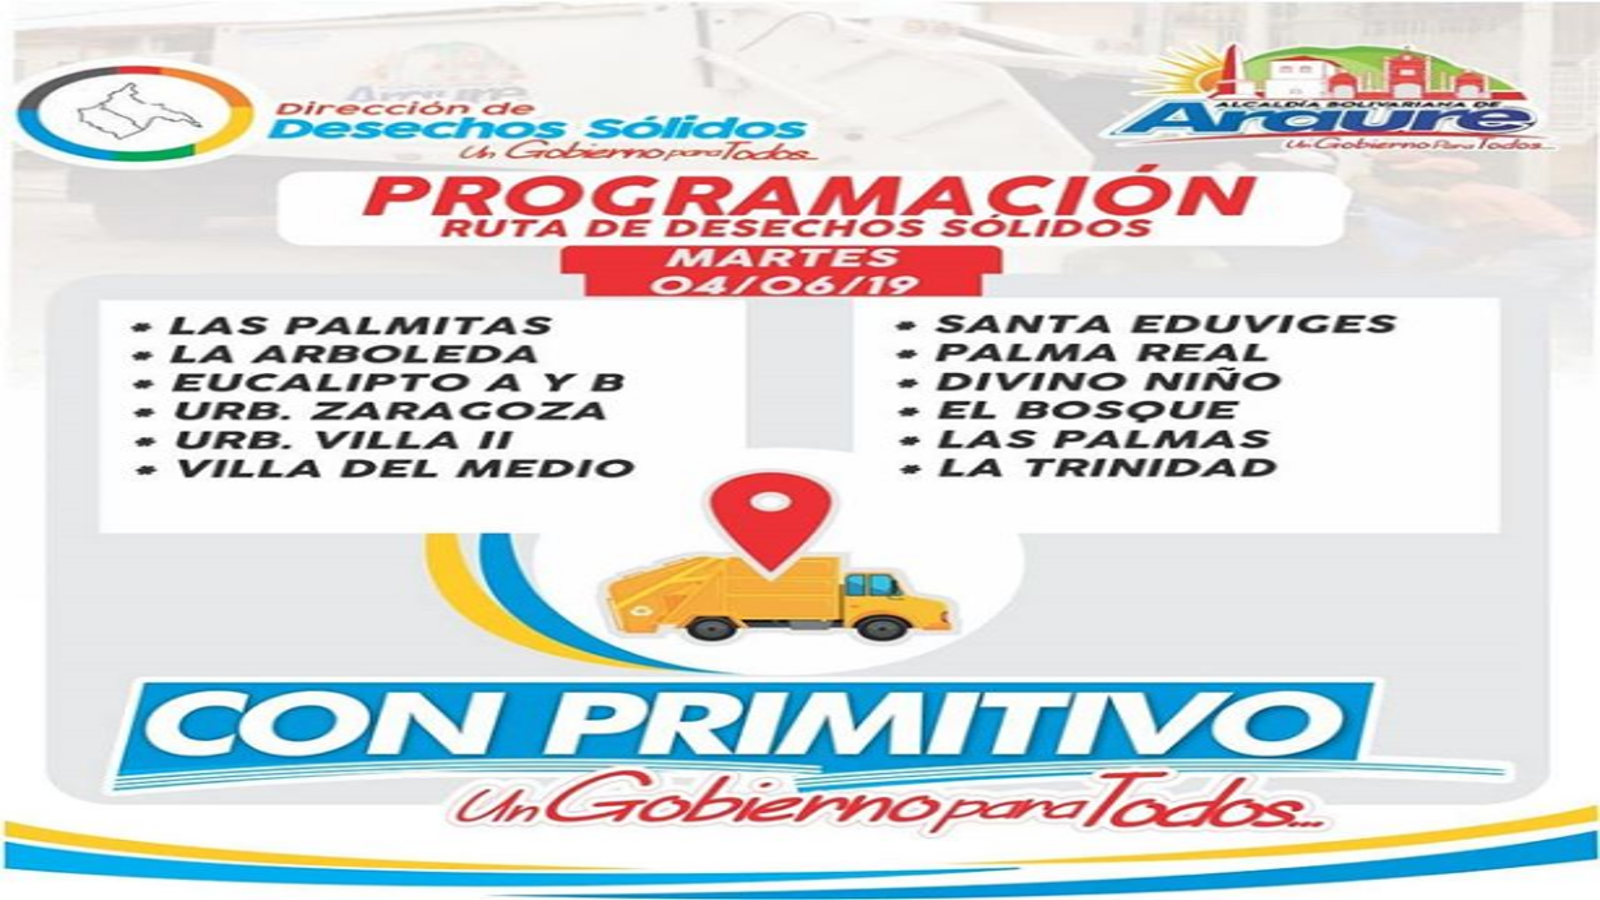 Dirección de
Desechos Sólidos
Un Gobierno para Todos...
ALCALDÍA BOLIVARIANA DE
Araure
Un Gobierno Para Todos...
PROGRAMACIÓN
RUTA DE DESECHOS SÓLIDOS
MARTES
04/06/19
* LAS PALMITAS
* LA ARBOLEDA
* EUCALIPTO A Y B
* URB. ZARAGOZA
* URB. VILLA II
* VILLA DEL MEDIO
* SANTA EDUVIGES
* PALMA REAL
* DIVINO NIÑO
* EL BOSQUE
* LAS PALMAS
* LA TRINIDAD
CON PRIMITIVO
Un Gobierno para Todos...